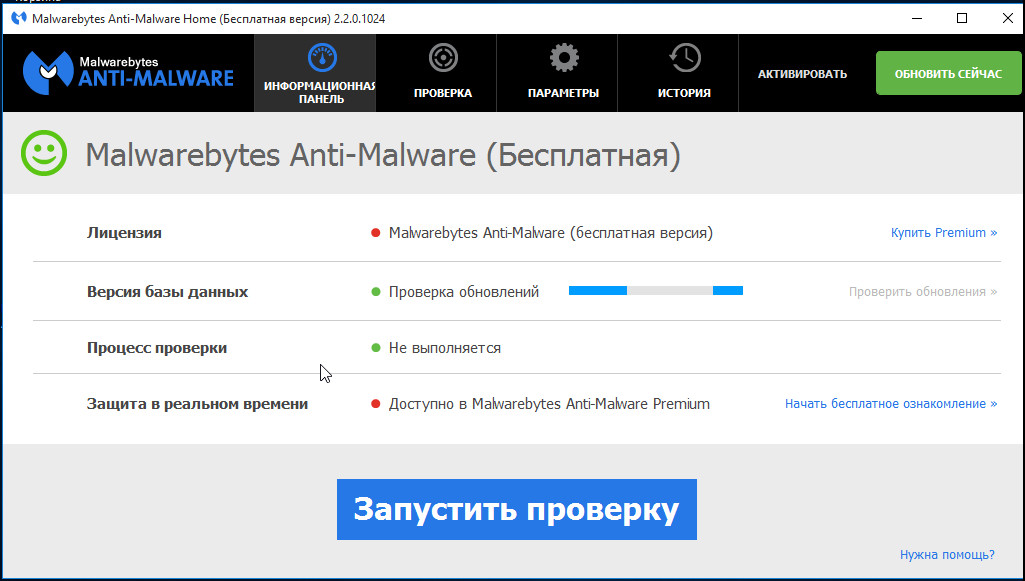 Malwarebytes Anti-Malware Home (Бесплатная версия) 2.2.0.1024
Malwarebytes
ANTI-MALWARE
ИНФОРМАЦИОННАЯ
ПАНЕЛЬ
ПРОВЕРКА
ПАРАМЕТРЫ
ИСТОРИЯ
АКТИВИРОВАТЬ
ОБНОВИТЬ СЕЙЧАС
Malwarebytes Anti-Malware (Бесплатная)
Лицензия
Malwarebytes Anti-Malware (бесплатная версия)
Купить Premium »
Версия базы данных
Проверка обновлений
Проверить обновления »
Процесс проверки
Не выполняется
Защита в реальном времени
Доступно в Malwarebytes Anti-Malware Premium
Начать бесплатное ознакомление »
Запустить проверку
Нужна помощь?